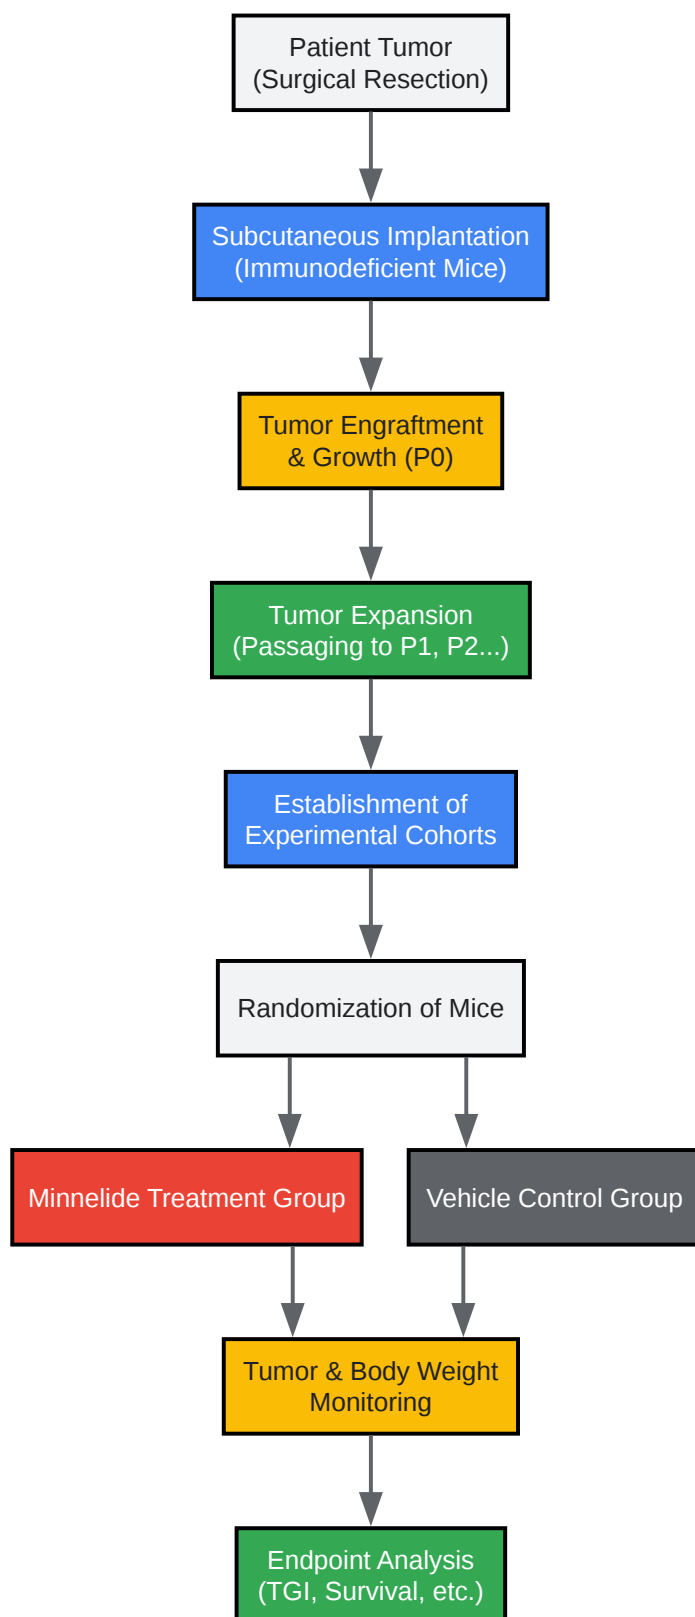 Patient Tumor
(Surgical Resection)
Subcutaneous Implantation
(Immunodeficient Mice)
Tumor Engraftment
& Growth (P0)
Tumor Expansion
(Passaging to P1, P2...)
Establishment of
Experimental Cohorts
Randomization of Mice
Minnelide Treatment Group
Vehicle Control Group
Tumor & Body Weight
Monitoring
Endpoint Analysis
(TGI, Survival, etc.)